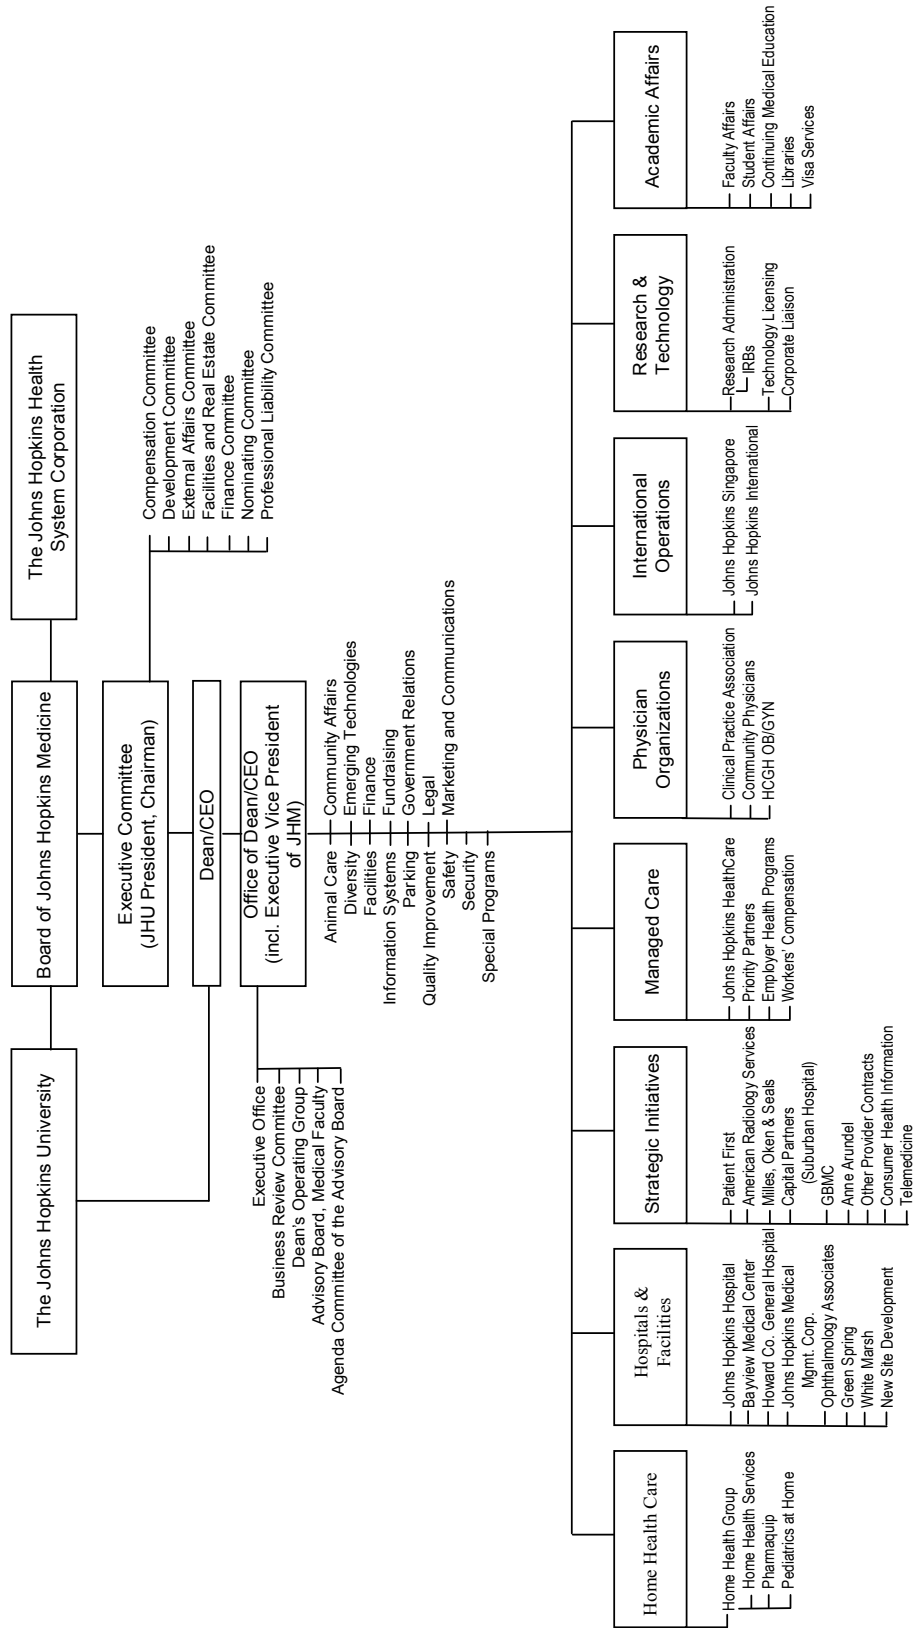 The Johns Hopkins University
Board of Johns Hopkins Medicine
The Johns Hopkins Health
System Corporation
Executive Committee
(JHU President, Chairman)
Compensation Committee
Development Committee
External Affairs Committee
Facilities and Real Estate Committee
Finance Committee
Nominating Committee
Professional Liability Committee
Dean/CEO
Office of Dean/CEO
(incl. Executive Vice President
of JHM)
Executive Office
Business Review Committee
Dean's Operating Group
Advisory Board, Medical Faculty
Agenda Committee of the Advisory Board
Animal Care
Community Affairs
Diversity
Emerging Technologies
Facilities
Finance
Information Systems
Fundraising
Parking
Government Relations
Quality Improvement
Legal
Safety
Marketing and Communications
Security
Special Programs
Home Health Care
Home Health Group
Home Health Services
Pharmaquip
Pediatrics at Home
Hospitals &
Facilities
Johns Hopkins Hospital
Bayview Medical Center
Howard Co. General Hospital
Johns Hopkins Medical
Mgmt. Corp.
Ophthalmology Associates
Green Spring
White Marsh
New Site Development
Strategic Initiatives
Patient First
American Radiology Services
Milles, Oken & Seals
Capital Partners
(Suburban Hospital)
GBMC
Anne Arundel
Other Provider Contracts
Consumer Health Information
Telemedicine
Managed Care
Johns Hopkins HealthCare
Priority Partners
Employer Health Programs
Workers' Compensation
Physician
Organizations
Clinical Practice Association
Community Physicians
HCGH OB/GYN
International
Operations
Johns Hopkins Singapore
Johns Hopkins International
Research &
Technology
Research Administration
IRBs
Technology Licensing
Corporate Liaison
Academic Affairs
Faculty Affairs
Student Affairs
Continuing Medical Education
Libraries
Visa Services